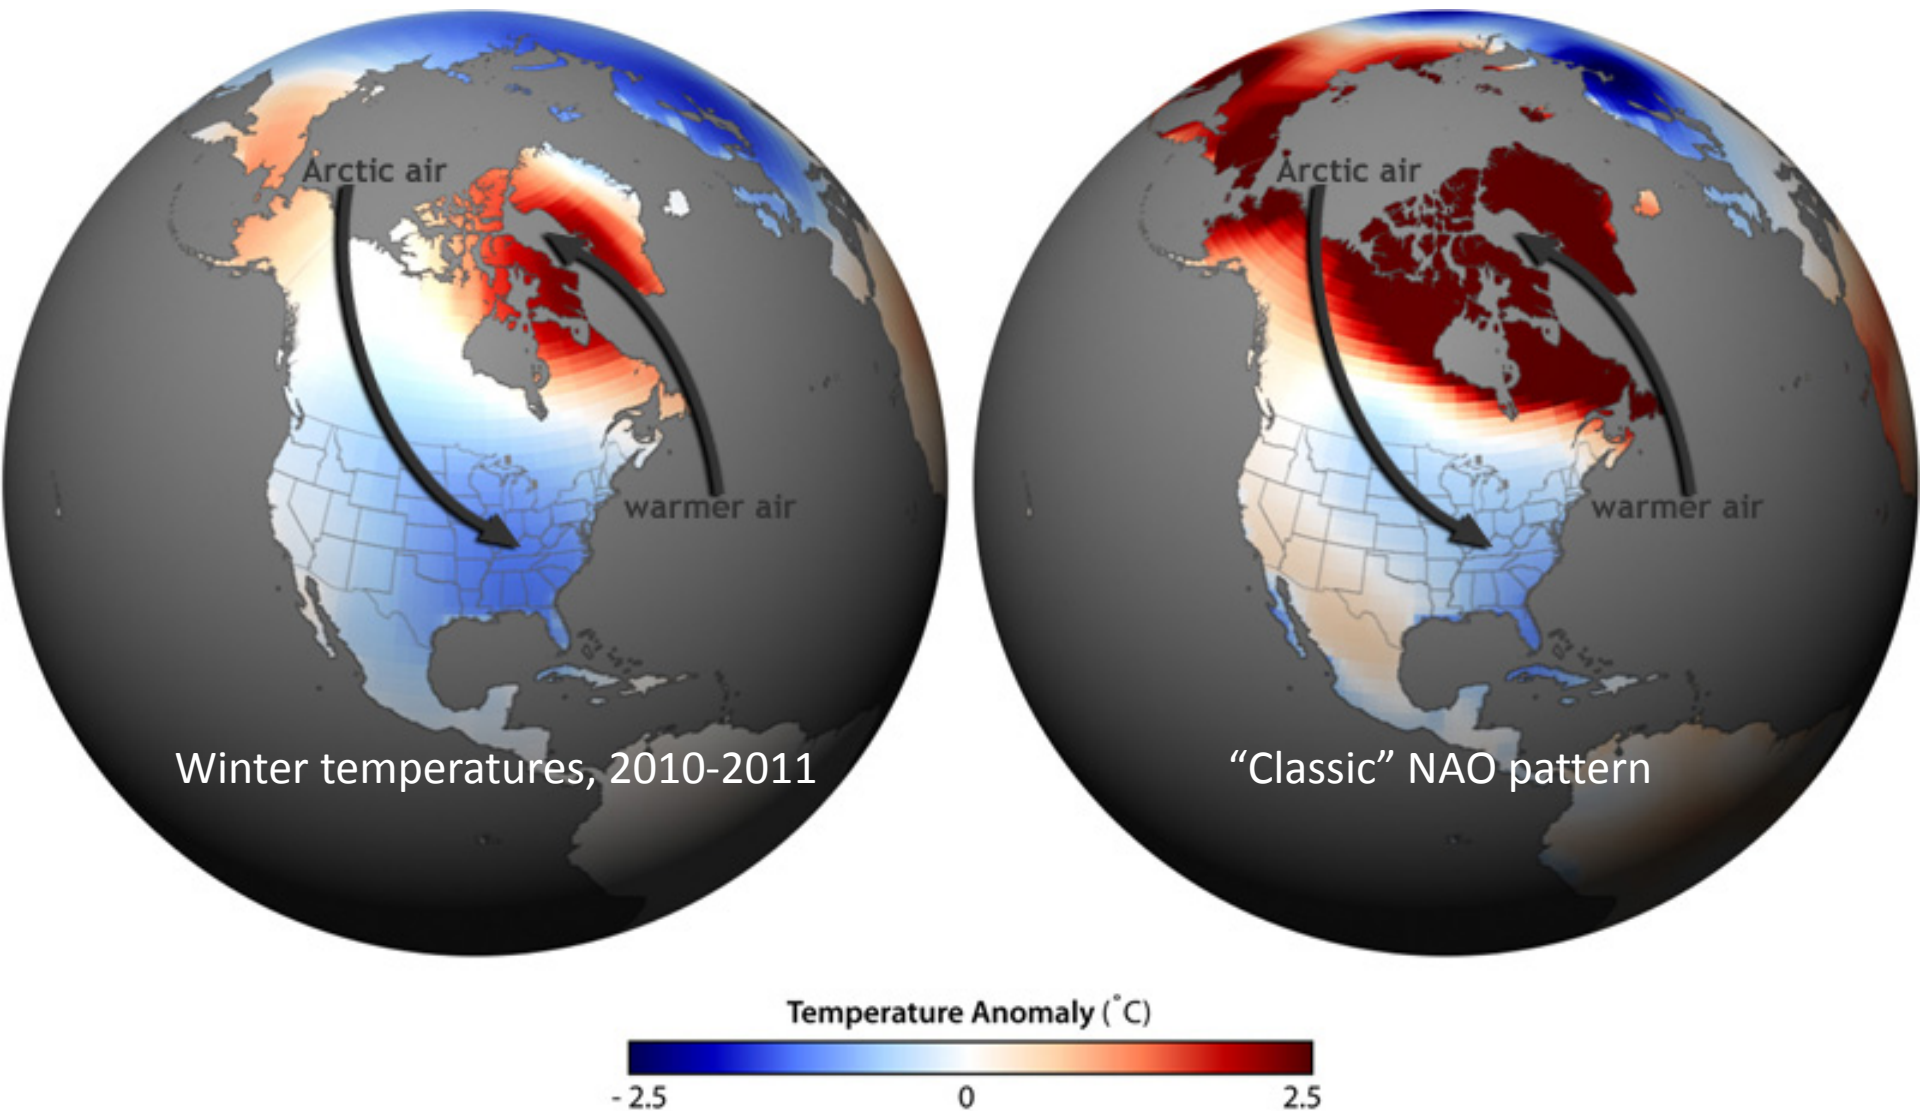 Arctic air
Arctic air
warmer air
warmer air
Winter temperatures, 2010-2011
“Classic” NAO pattern
Temperature Anomaly (°C)
- 2.5
0
2.5